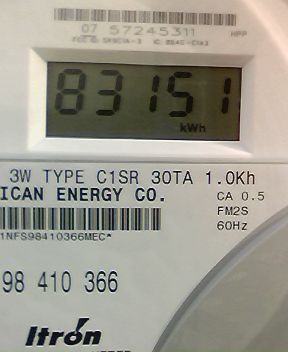 07 57245311 HPP
83151
kWh
3W TYPE C1SR 30TA 1.0Kh
ICAN ENERGY CO.
CA 0.5
FM2S
60Hz
1NFS98410366MEC*
98 410 366
Itron